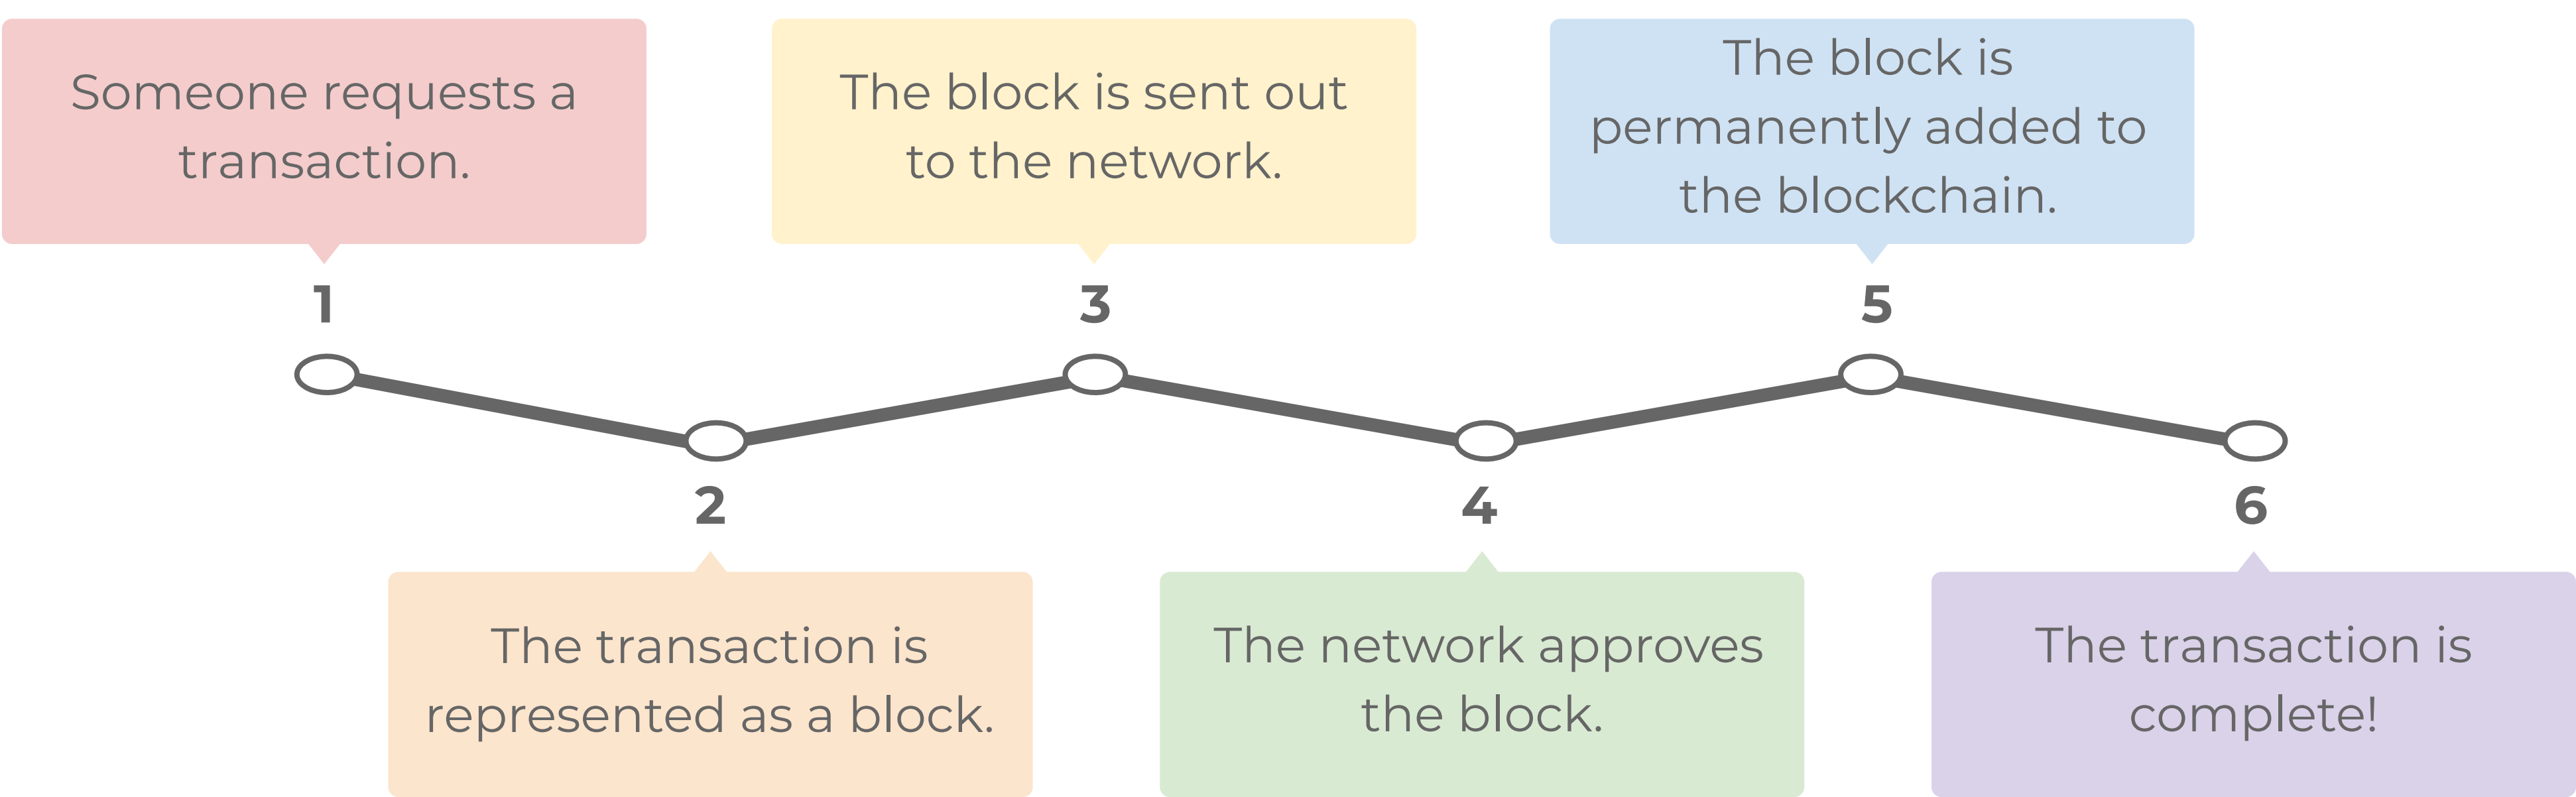 Someone requests a
transaction.
1
2
The transaction is
represented as a block.
The block is sent out
to the network.
3
4
The network approves
the block.
The block is
permanently added to
the blockchain.
5
6
The transaction is
complete!